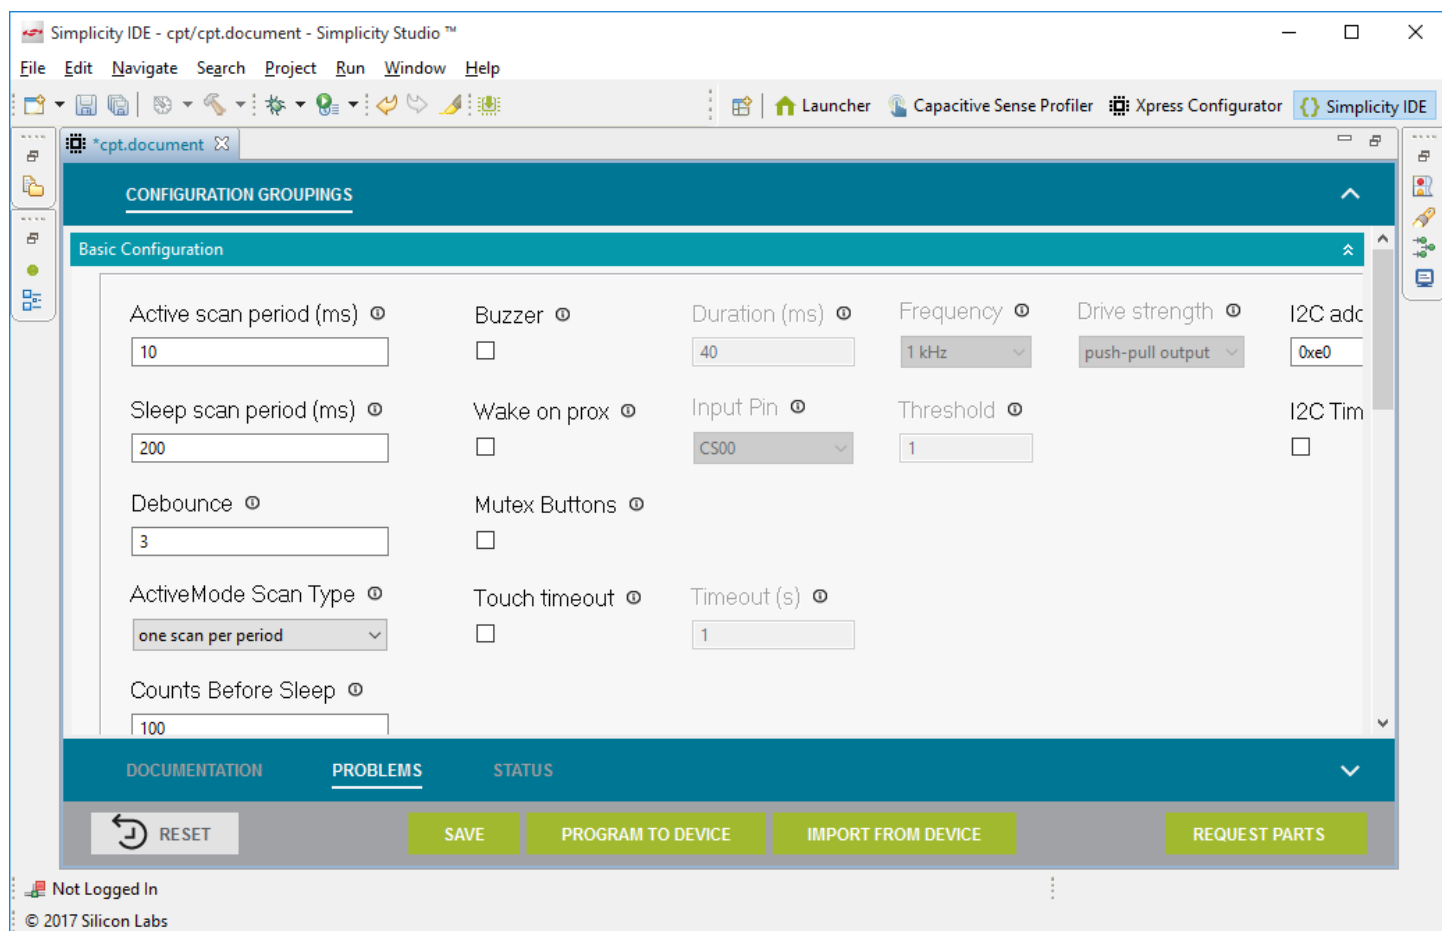 Simplicity IDE - cpt/cpt.document - Simplicity Studio ™
File Edit Navigate Search Project Run Window Help
Launcher Capacitive Sense Profiler Xpress Configurator {} Simplicity IDE
*cpt.document
CONFIGURATION GROUPINGS
Basic Configuration
Active scan period (ms) Buzzer Duration (ms) Frequency Drive strength I2C add
10 40 1 kHz push-pull output 0xe0
Sleep scan period (ms) Wake on prox Input Pin Threshold I2C Tim
200 CS00 1
Debounce Mutex Buttons
3
ActiveMode Scan Type Touch timeout Timeout (s)
one scan per period 1
Counts Before Sleep
100
DOCUMENTATION PROBLEMS STATUS
RESET SAVE PROGRAM TO DEVICE IMPORT FROM DEVICE REQUEST PARTS
Not Logged In
© 2017 Silicon Labs